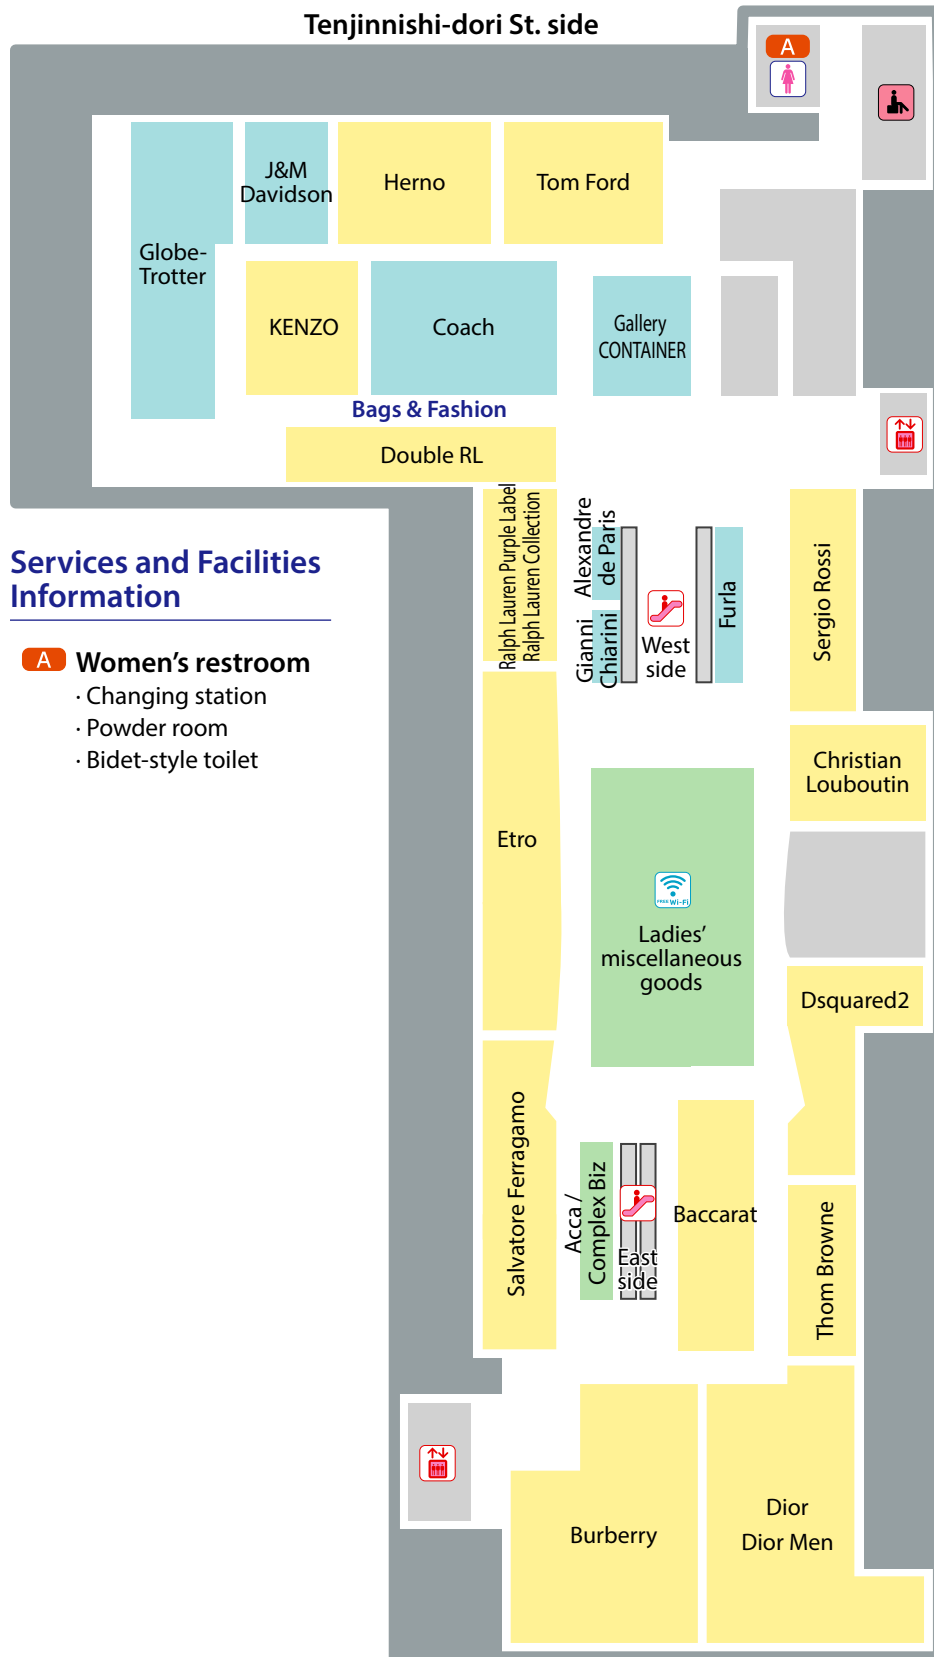 Tenjinnishi-dori St. side
A
J&M
Davidson
Herno
Tom Ford
Globe-
Trotter
KENZO
Coach
Gallery
CONTAINER
Bags & Fashion
Double RL
Ralph Lauren Purple Label
Ralph Lauren Collection
Alexandre
de Paris
Gianni
Chiarini
West
side
Furla
Sergio Rossi
Services and Facilities
Information
A Women's restroom
· Changing station
· Powder room
· Bidet-style toilet
Christian
Louboutin
Etro
FREE Wi-Fi
Ladies'
miscellaneous
goods
Dsquared2
Salvatore Ferragamo
Acca /
Complex Biz
East
side
Baccarat
Thom Browne
Burberry
Dior
Dior Men